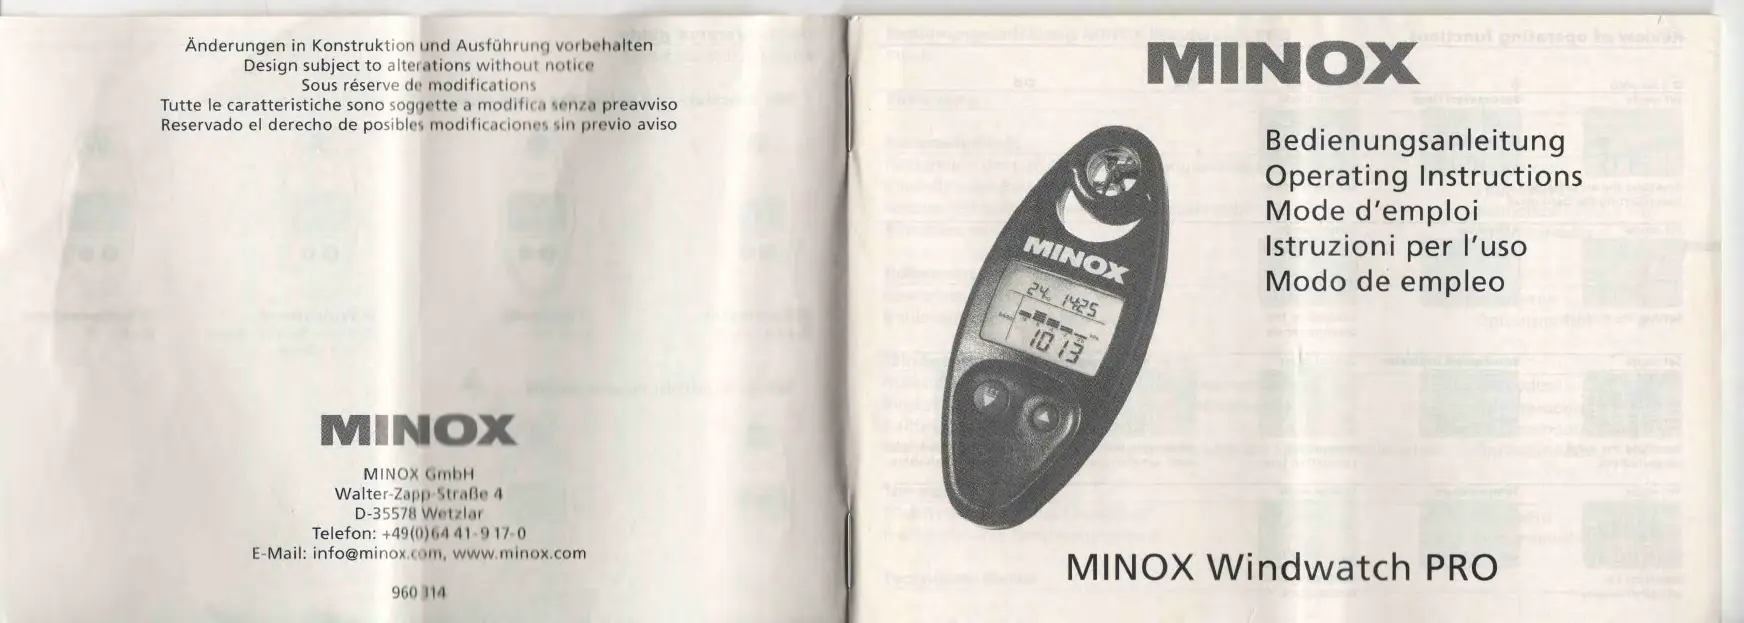 Änderungen in Konstruktion und Ausführung vorbehalten
Design subject to alterations without notice
Sous réserve de modifications
Tutte le caratteristiche sono soggette a modifica senza preavviso
Reservado el derecho de posibles modificaciones sin previo aviso
MINOX
MINOX GmbH
Walter-Zapp-Straße 4
D-35578 Wetzlar
Telefon: +49(0)64 41-9 17-0
E-Mail: info@minox.com, www.minox.com
960 314
MINOX
Bedienungsanleitung
Operating Instructions
Mode d'emploi
Istruzioni per l'uso
Modo de empleo
MINOX
24. 14:25
1013
MINOX Windwatch PRO